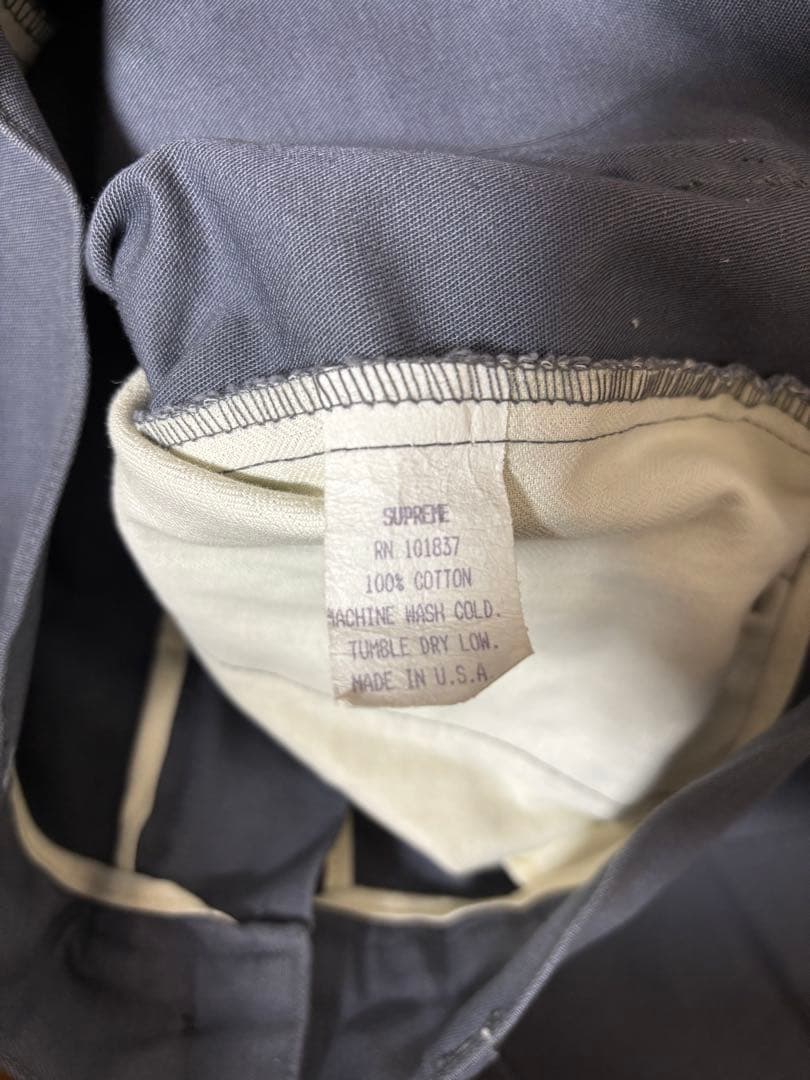 SUPREME
RN 101837
100% COTTON
MACHINE WASH COLD.
TUMBLE DRY LOW.
MADE IN U.S.A